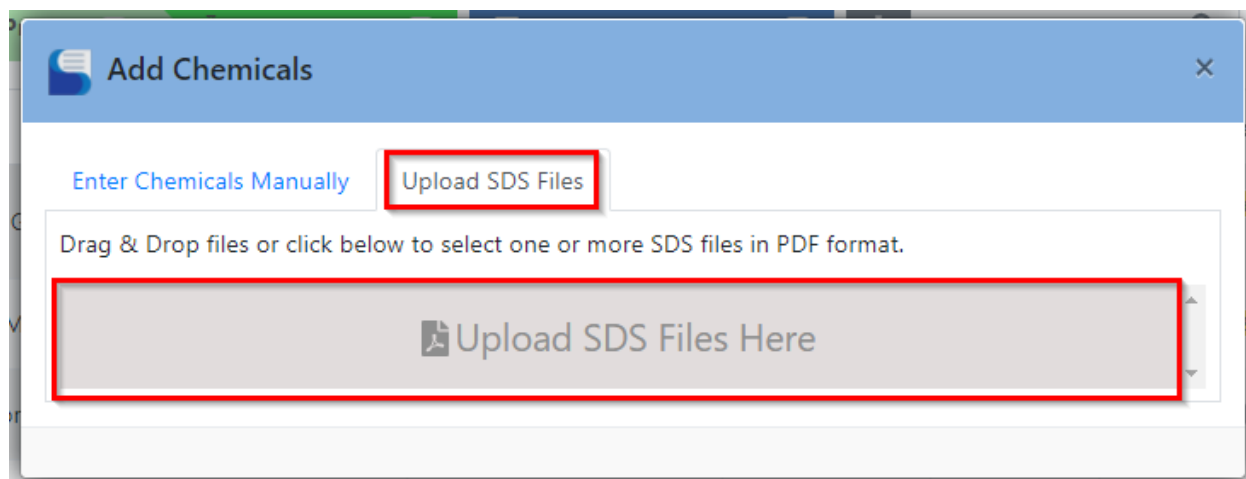 Add Chemicals
×
Enter Chemicals Manually
Upload SDS Files
Drag & Drop files or click below to select one or more SDS files in PDF format.
Upload SDS Files Here